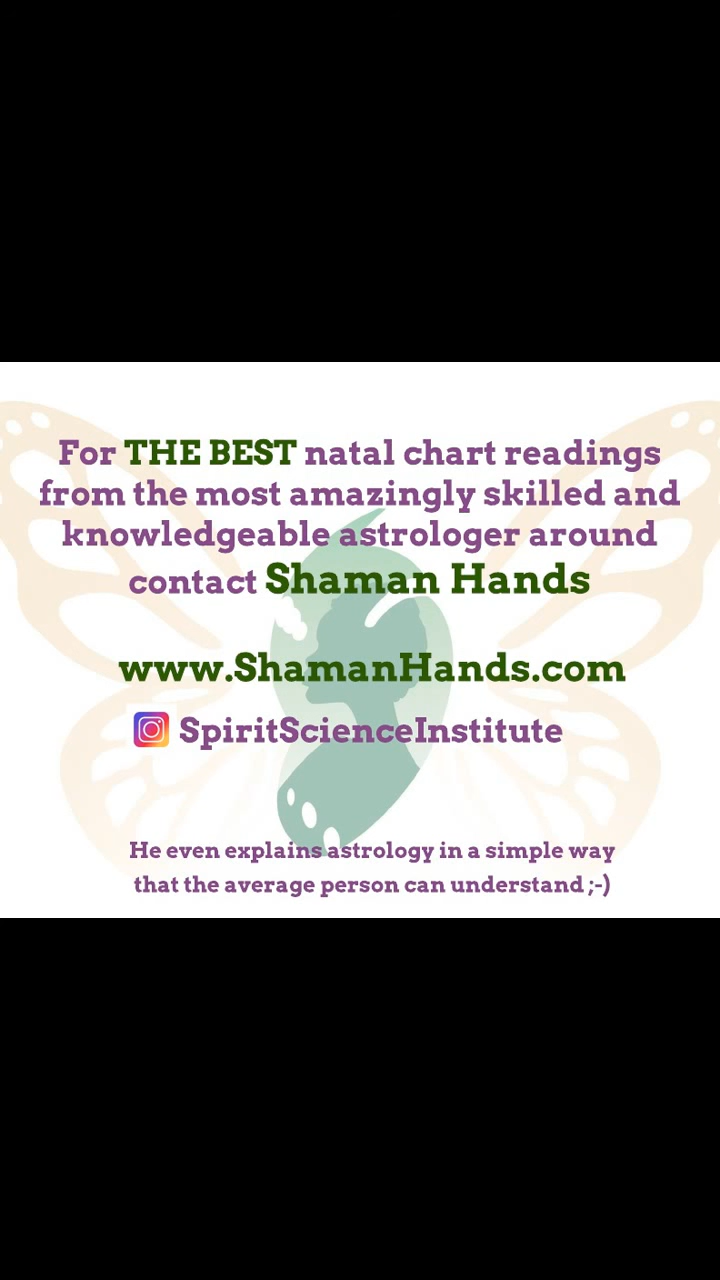 For THE BEST natal chart readings
from the most amazingly skilled and
knowledgeable astrologer around
contact Shaman Hands
www.ShamanHands.com
SpiritScienceInstitute
He even explains astrology in a simple way
that the average person can understand ;-)